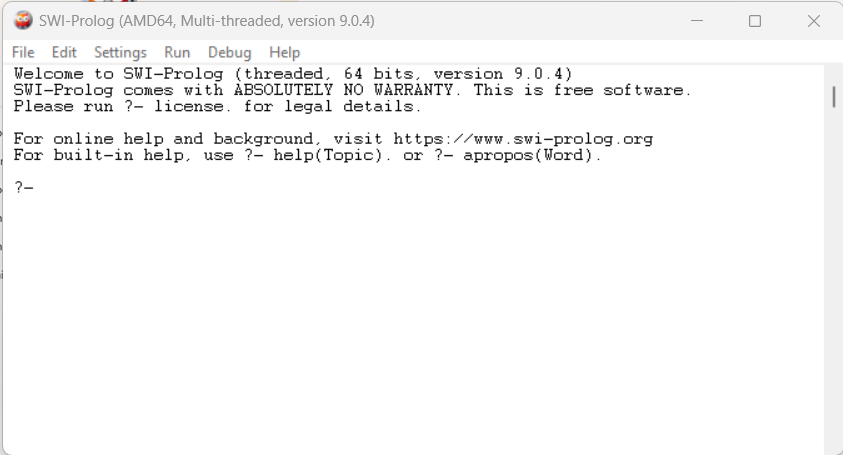 SWI-Prolog (AMD64, Multi-threaded, version 9.0.4)
File Edit Settings Run Debug Help
Welcome to SWI-Prolog (threaded, 64 bits, version 9.0.4)
SWI-Prolog comes with ABSOLUTELY NO WARRANTY. This is free software.
Please run ?- license. for legal details.
For online help and background, visit https://www.swi-prolog.org
For built-in help, use ?- help(Topic). or ?- apropos(Word).
?-